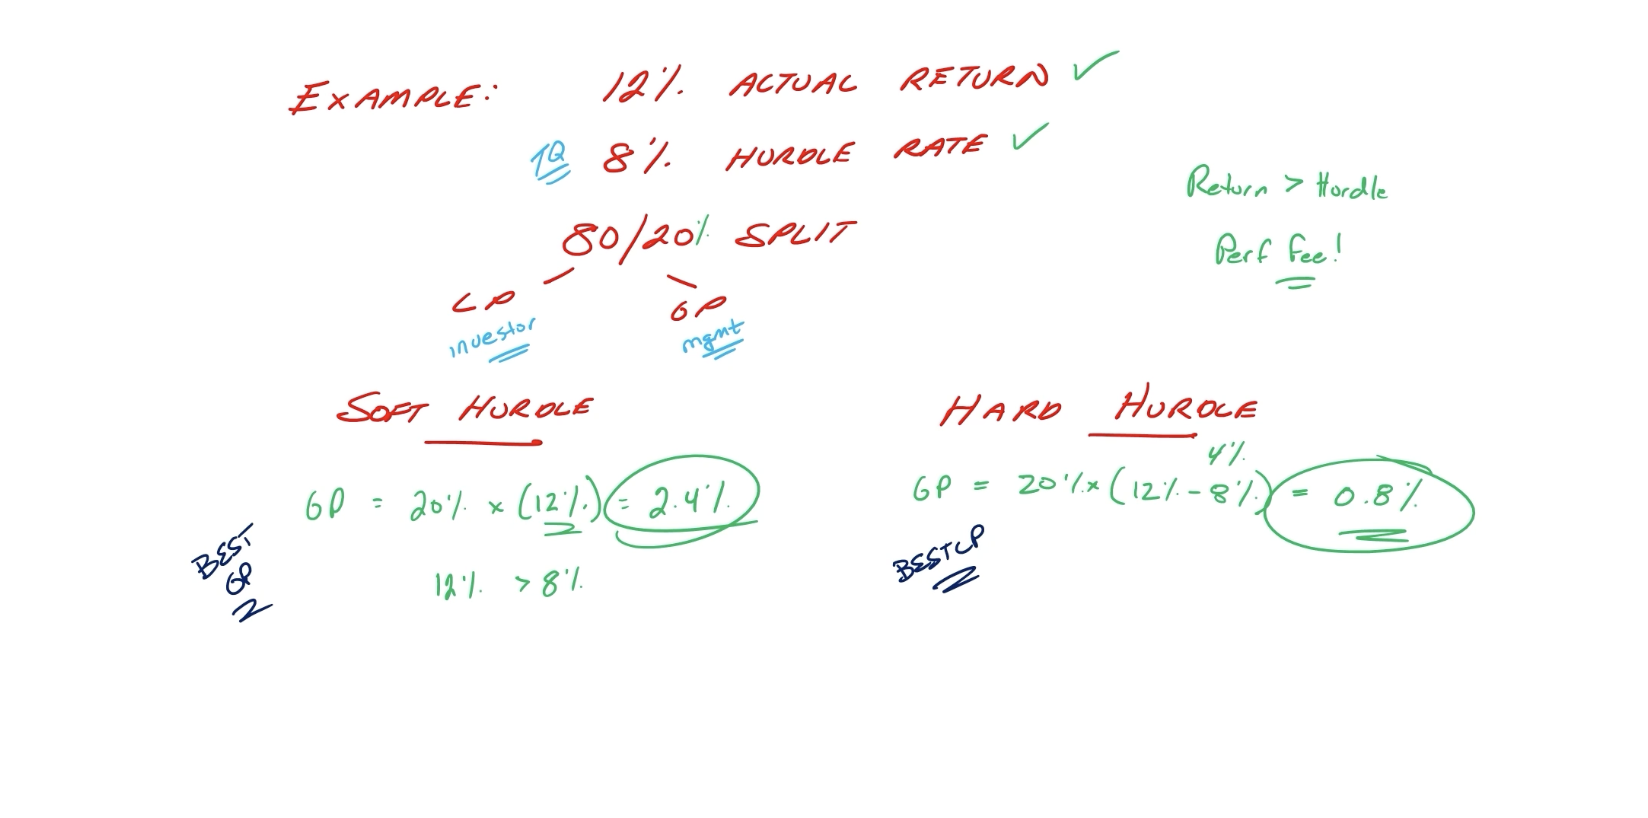 EXAMPLE: 12% ACTUAL RETURN ✓
8% HURDLE RATE ✓
Return > Hurdle
80/20% SPLIT
Perf Fee!
LP GP
investor mgmt
SOFT HURDLE
HARD HURDLE
4%
GP = 20% × (12%) = 2.4%
GP = 20% × (12% - 8%) = 0.8%
BEST
GP
BEST LP
12% > 8%